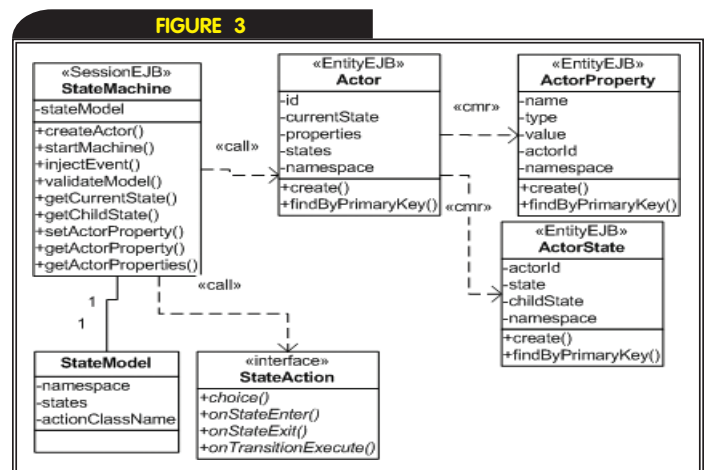 FIGURE 3
«SessionEJB»
StateMachine
-stateModel
+createActor()
+startMachine()
+injectEvent()
+validateModel()
+getCurrentState()
+getChildState()
+setActorProperty()
+getActorProperty()
+getActorProperties()
«call»
«EntityEJB»
Actor
-id
-currentState
-properties
-states
-namespace
+create()
+findByPrimaryKey()
«cmr»
«EntityEJB»
ActorProperty
-name
-type
-value
-actorId
-namespace
+create()
+findByPrimaryKey()
«cmr»
«EntityEJB»
ActorState
-actorId
-state
-childState
-namespace
+create()
+findByPrimaryKey()
«call»
1
1
StateModel
-namespace
-states
-actionClassName
«interface»
StateAction
+choice()
+onStateEnter()
+onStateExit()
+onTransitionExecute()